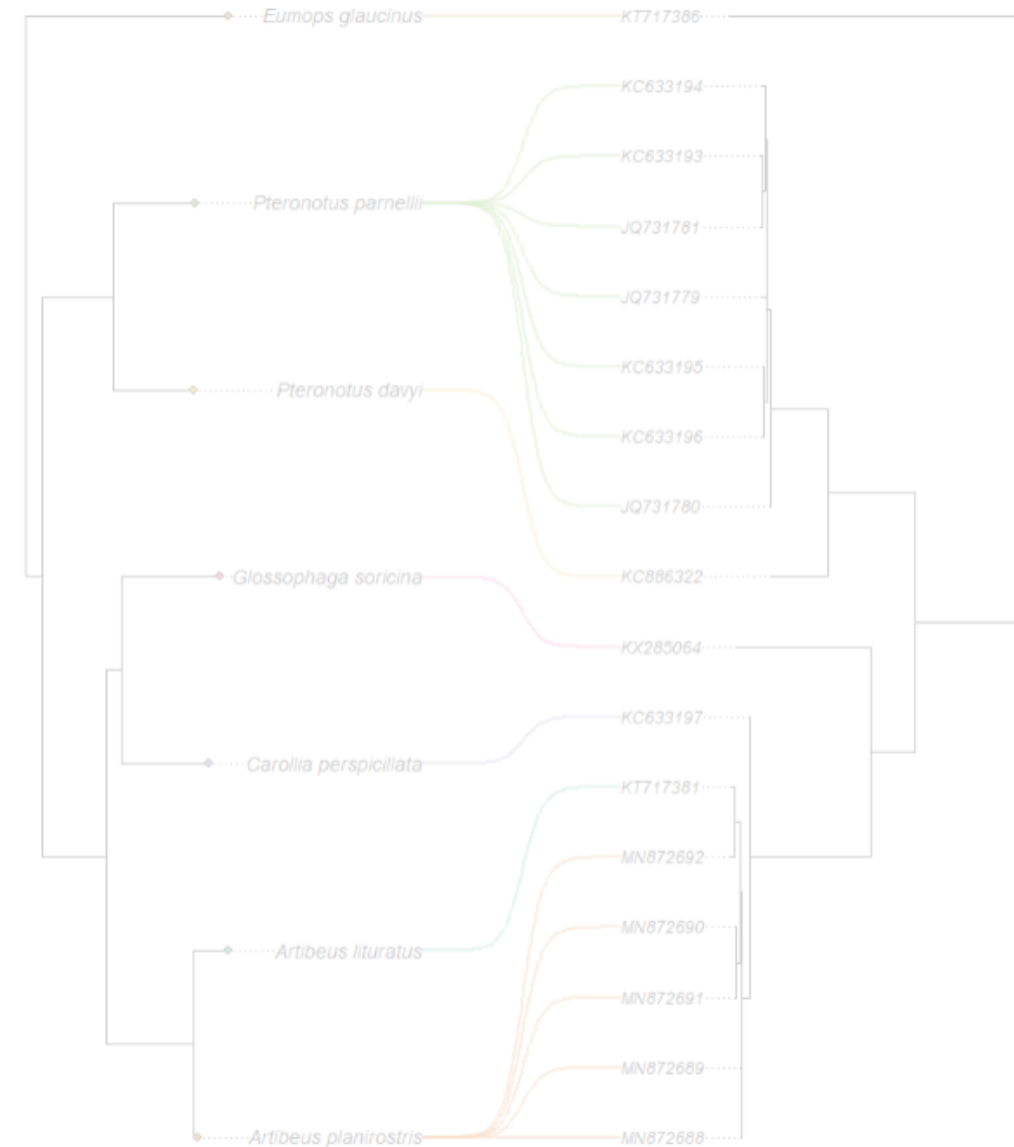 Eumops glaucinus KT717386
KC633194
KC633193
Pteronotus parnellii
JQ731781
JQ731779
KC633195
Pteronotus davyi
KC633196
JQ731780
Glossophaga soricina KC886322
KX285064
KC633197
Carollia perspicillata
KT717381
MN872692
MN872690
Artibeus lituratus
MN872691
MN872689
Artibeus planirostris MN872688